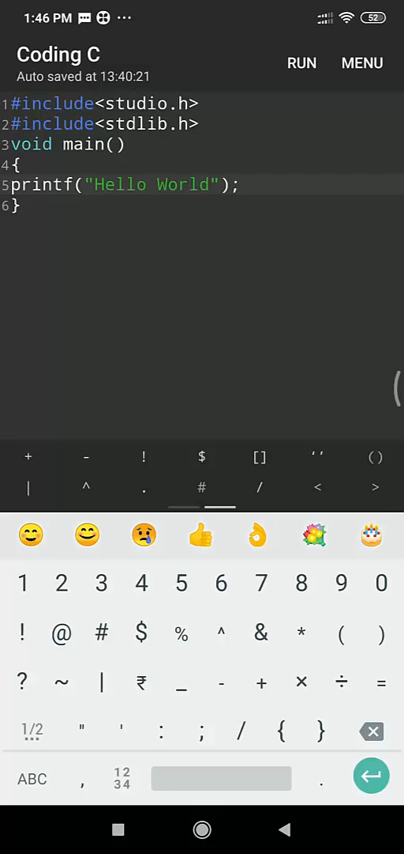 1:46 PM 52
Coding C
Auto saved at 13:40:21
RUN MENU
1#include<studio.h>
2#include<stdlib.h>
3void main()
4{
5printf("Hello World");
6}
+ - ! $ [] ‘’ ()
| ^ . # / < >
1 2 3 4 5 6 7 8 9 0
! @ # $ % ^ & * ( )
? ~ | ₹ _ - + × ÷ =
1/2 " ' : ; / { }
ABC , 12 34 .